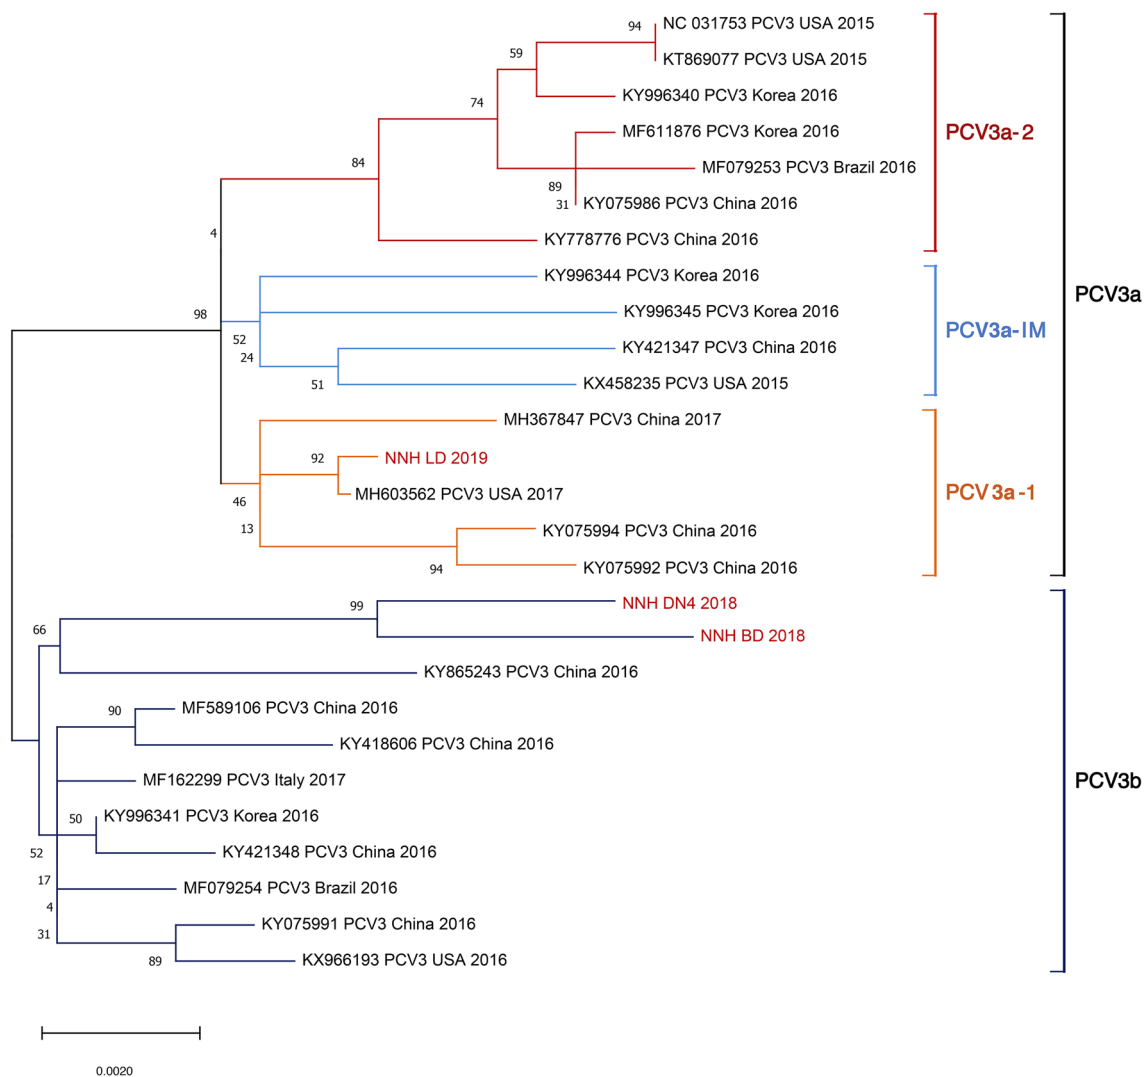 94
NC 031753 PCV3 USA 2015
KT869077 PCV3 USA 2015
59
KY996340 PCV3 Korea 2016
74
MF611876 PCV3 Korea 2016
PCV3a-2
84
MF079253 PCV3 Brazil 2016
89
31
KY075986 PCV3 China 2016
4
KY778776 PCV3 China 2016
KY996344 PCV3 Korea 2016
PCV3a
98
KY996345 PCV3 Korea 2016
PCV3a-IM
52
24
KY421347 PCV3 China 2016
51
KX458235 PCV3 USA 2015
MH367847 PCV3 China 2017
92
NNH LD 2019
MH603562 PCV3 USA 2017
PCV3a-1
46
13
KY075994 PCV3 China 2016
94
KY075992 PCV3 China 2016
99
NNH DN4 2018
66
NNH BD 2018
KY865243 PCV3 China 2016
90
MF589106 PCV3 China 2016
KY418606 PCV3 China 2016
MF162299 PCV3 Italy 2017
PCV3b
50
KY996341 PCV3 Korea 2016
52
KY421348 PCV3 China 2016
17
MF079254 PCV3 Brazil 2016
4
31
KY075991 PCV3 China 2016
89
KX966193 PCV3 USA 2016
0.0020